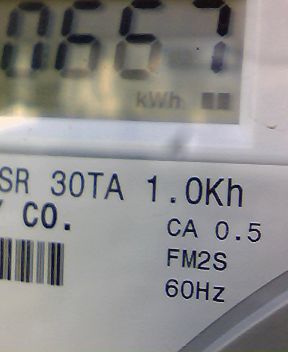 0667
kWh
SR 30TA 1.0Kh
Y CO.
CA 0.5
FM2S
60Hz